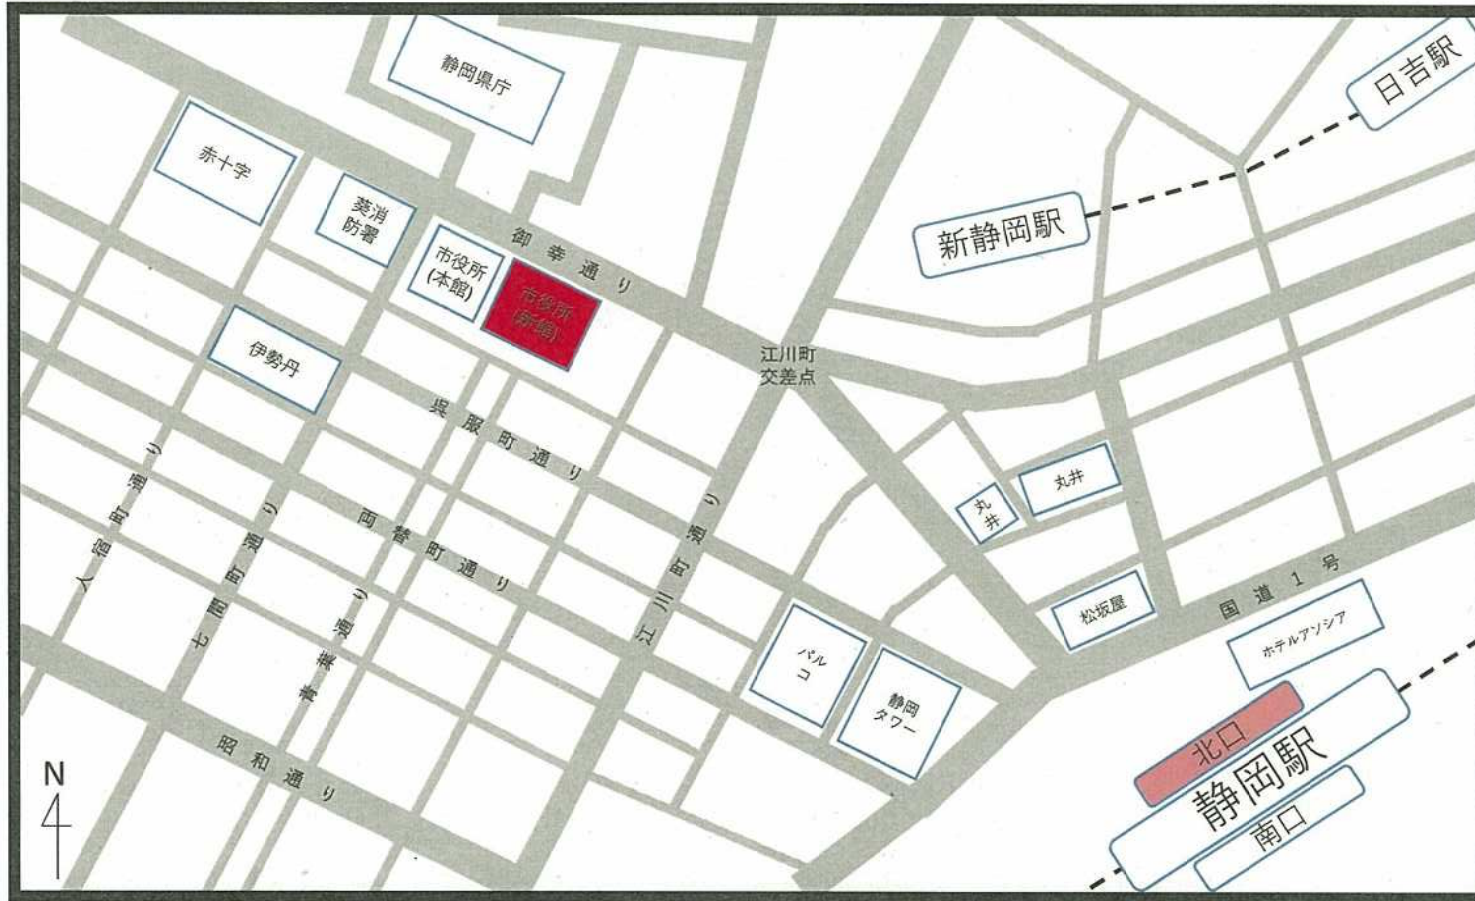 静岡県庁
日吉駅
赤十字
葵消
防署
新静岡駅
市役所
(本館)
市役所
(新館)
御幸通り
伊勢丹
江川町
交差点
呉服町通り
人宿町通り
七間町通り
両替町通り
青葉通り
江川町通り
丸井
丸
井
国道1号
松坂屋
ホテルアソシア
パル
コ
静岡
タワー
昭和通り
北口
静岡駅
南口
N